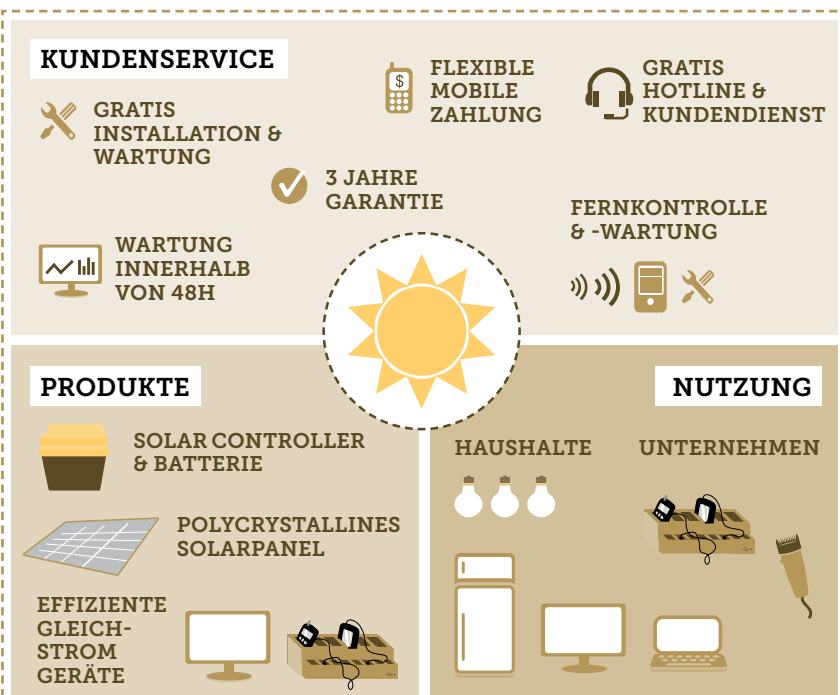 KUNDENSERVICE
GRATIS
INSTALLATION &
WARTUNG
$
FLEXIBLE
MOBILE
ZAHLUNG
GRATIS
HOTLINE &
KUNDENDIENST
3 JAHRE
GARANTIE
WARTUNG
INNERHALB
VON 48H
FERNKONTROLLE
& -WARTUNG
PRODUKTE
SOLAR CONTROLLER
& BATTERIE
POLYCRYSTALLINES
SOLARPANEL
EFFIZIENTE
GLEICH-
STROM
GERÄTE
NUTZUNG
HAUSHALTE
UNTERNEHMEN